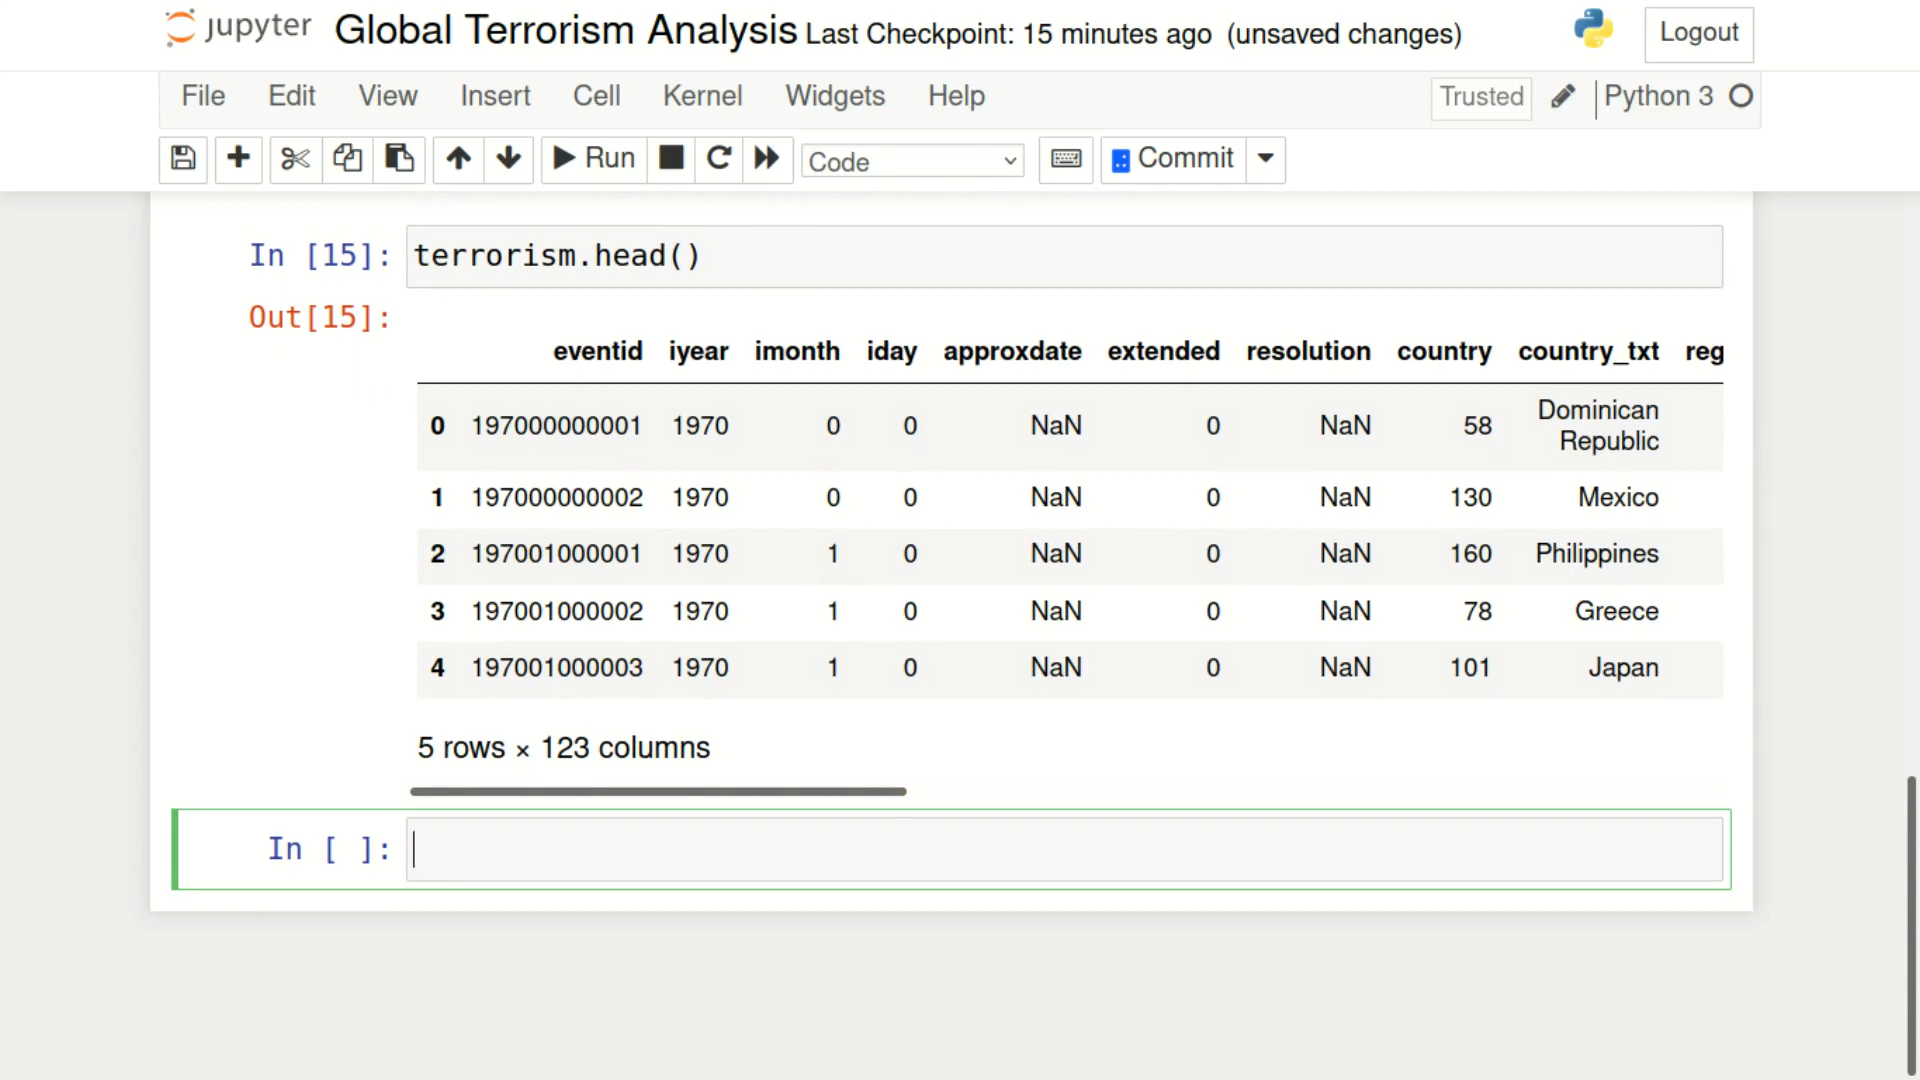 jupyter Global Terrorism Analysis Last Checkpoint: 15 minutes ago (unsaved changes) Logout
File Edit View Insert Cell Kernel Widgets Help Trusted Python 3
Run Code Commit
In [15]: terrorism.head()
Out[15]:
eventid iyear imonth iday approxdate extended resolution country country_txt reg
0 197000000001 1970 0 0 NaN 0 NaN 58 Dominican
Republic
1 197000000002 1970 0 0 NaN 0 NaN 130 Mexico
2 197001000001 1970 1 0 NaN 0 NaN 160 Philippines
3 197001000002 1970 1 0 NaN 0 NaN 78 Greece
4 197001000003 1970 1 0 NaN 0 NaN 101 Japan
5 rows × 123 columns
In [ ]: